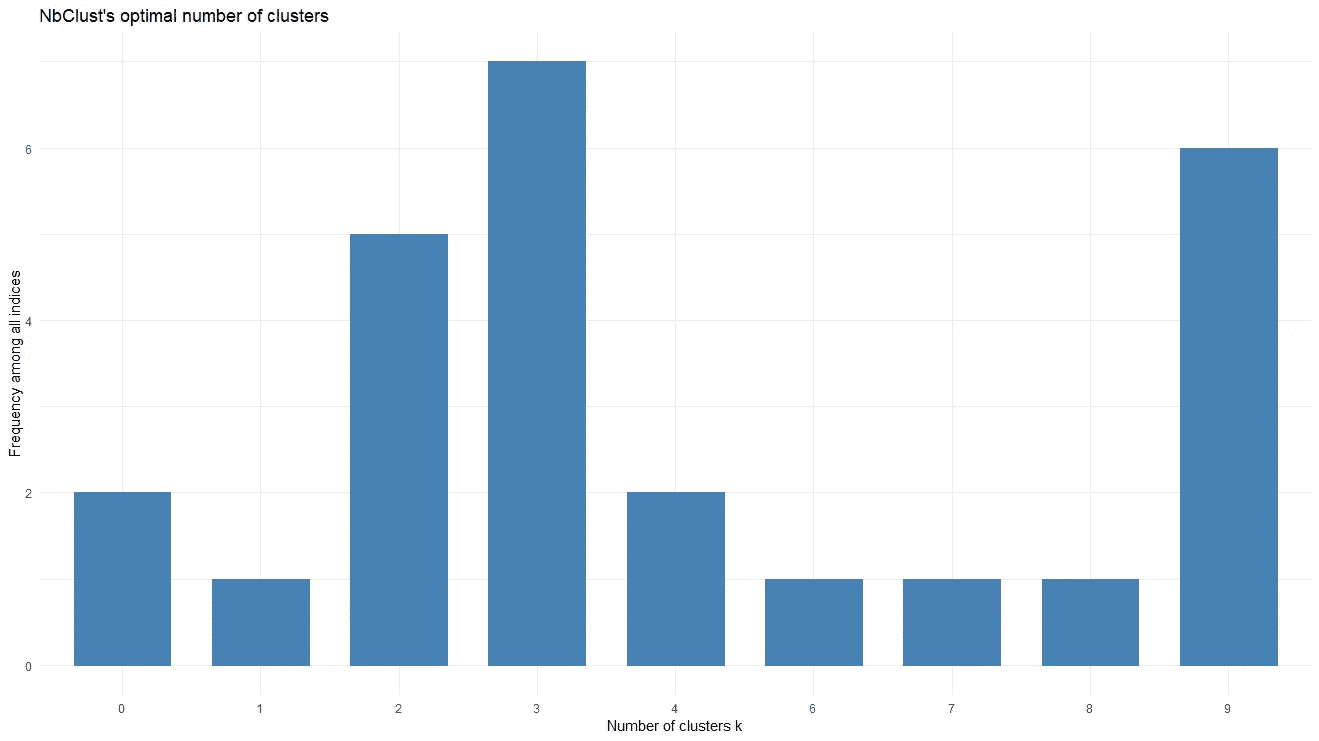 NbClust's optimal number of clusters
Frequency among all indices
6
4
2
0
0 1 2 3 4 6 7 8 9
Number of clusters k